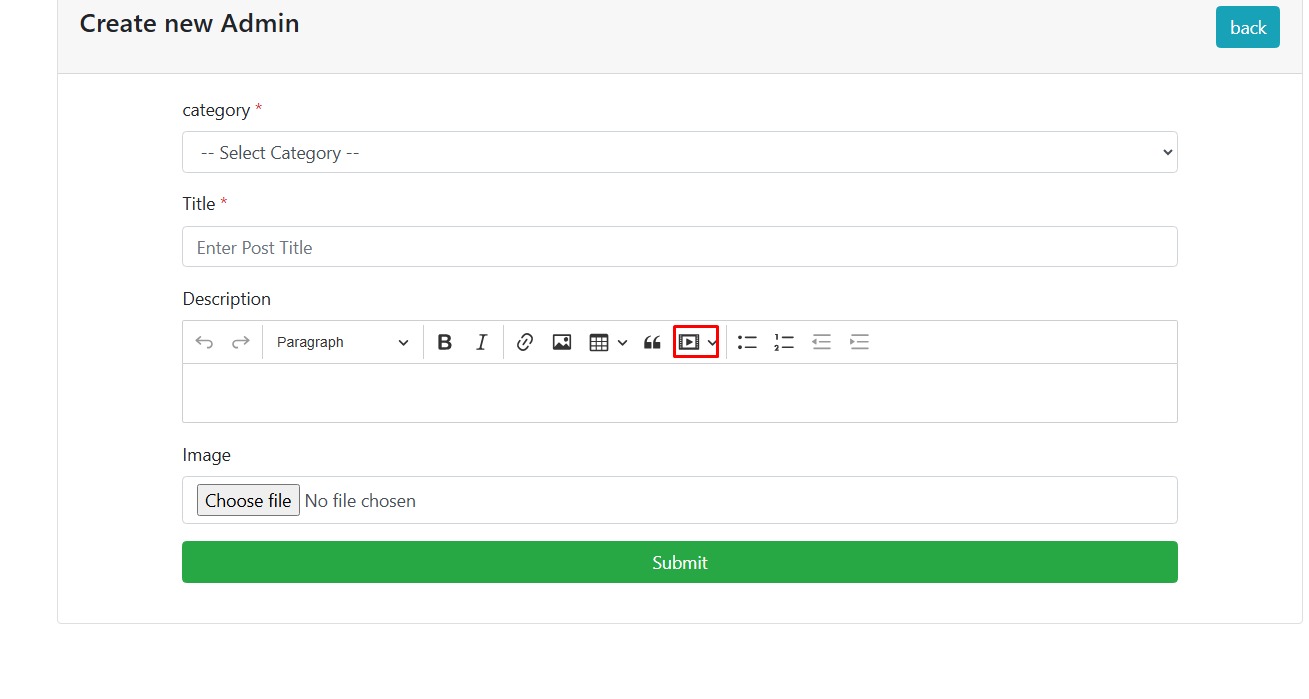 Create new Admin
back
category *
-- Select Category --
Title *
Enter Post Title
Description
Paragraph B I
Image
Choose file No file chosen
Submit